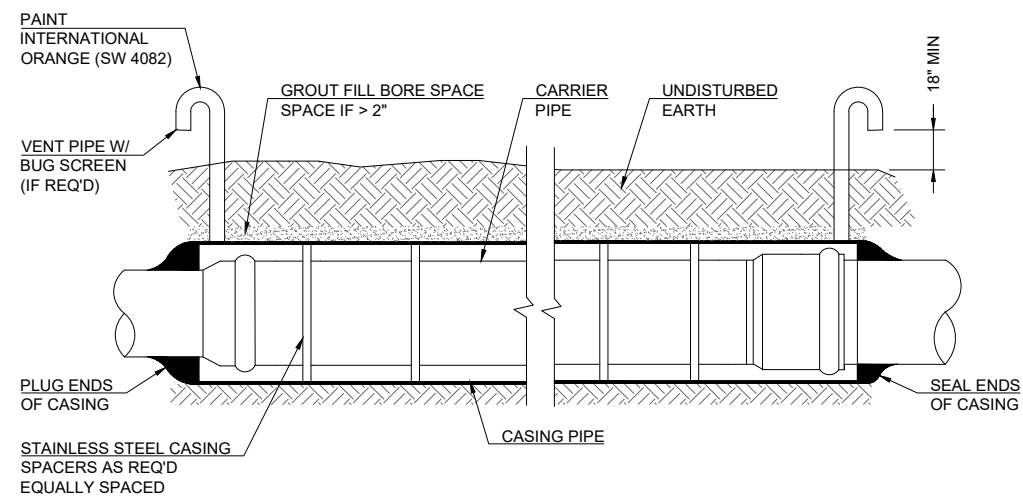 PAINT
INTERNATIONAL
ORANGE (SW 4082)
GROUT FILL BORE SPACE
SPACE IF > 2"
CARRIER
PIPE
UNDISTURBED
EARTH
18" MIN
VENT PIPE W/
BUG SCREEN
(IF REQ'D)
PLUG ENDS
OF CASING
SEAL ENDS
OF CASING
CASING PIPE
STAINLESS STEEL CASING
SPACERS AS REQ'D
EQUALLY SPACED